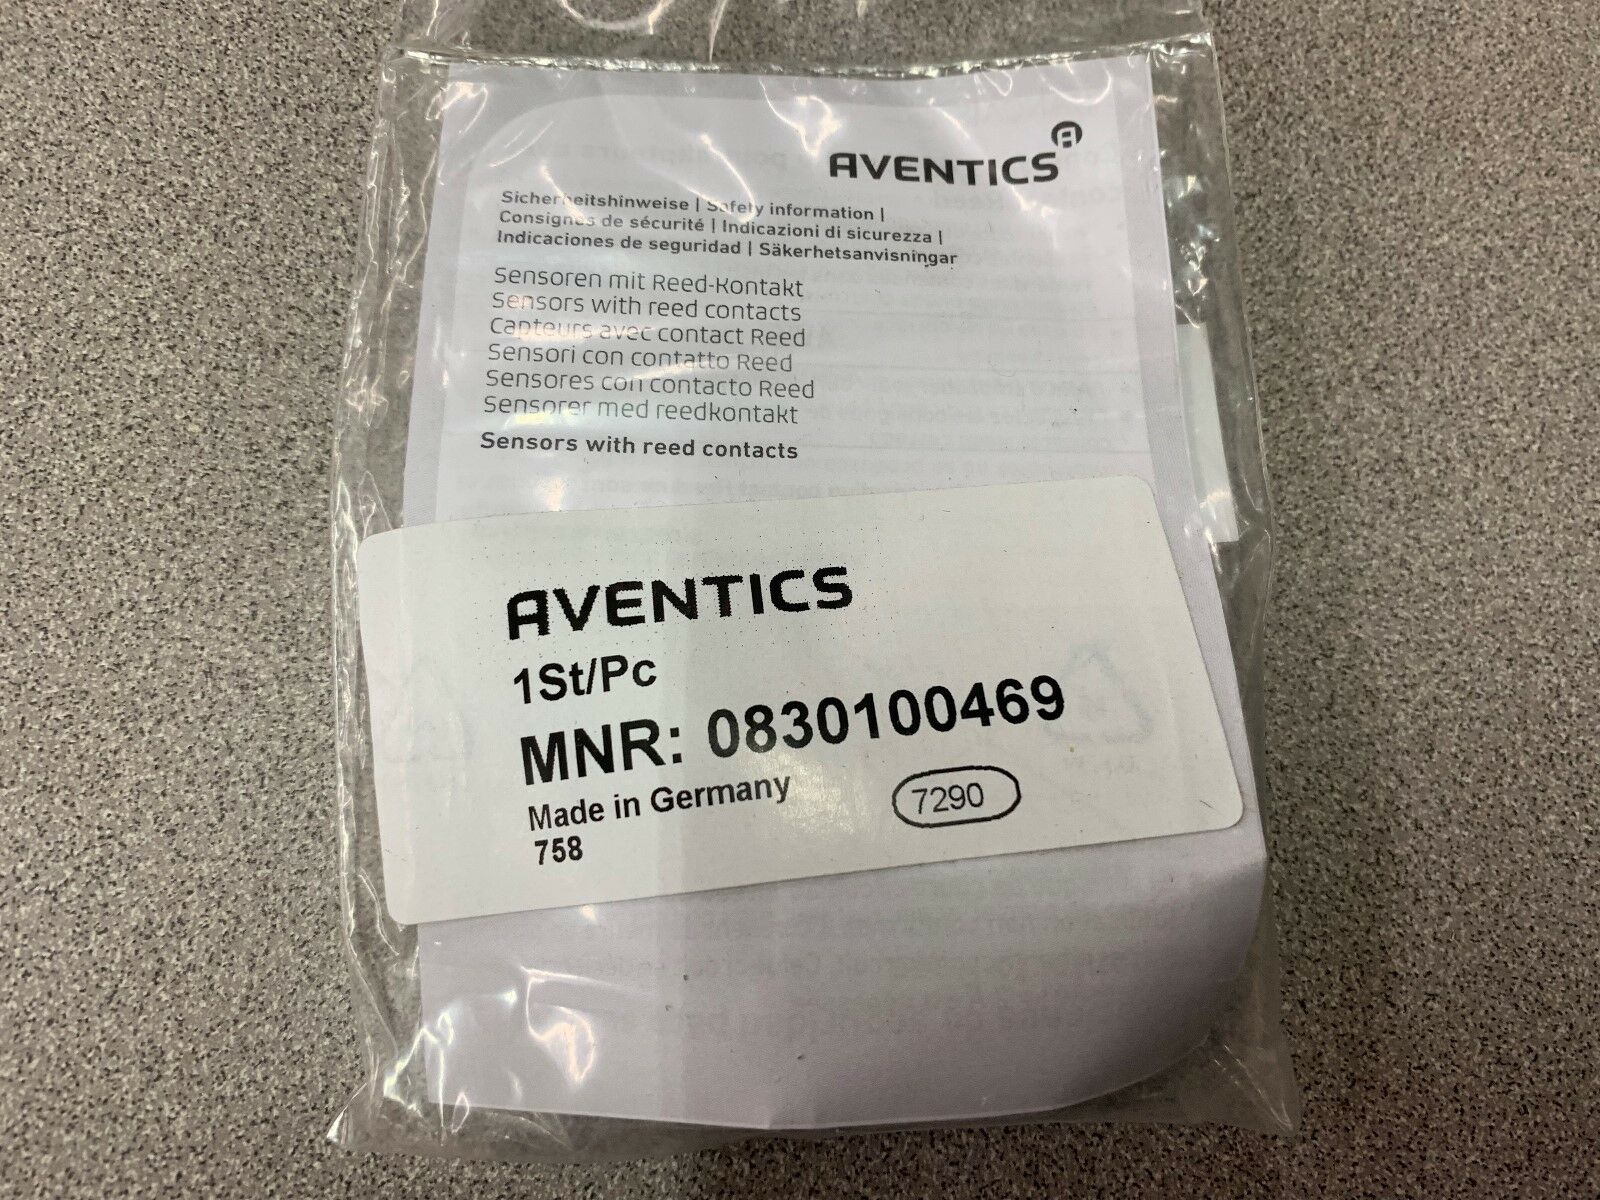 AVENTICS
Sicherheitshinweise | Safety information |
Consignes de sécurité | Indicazioni di sicurezza |
Indicaciones de seguridad | Säkerhetsanvisningar
Sensoren mit Reed-Kontakt
Sensors with reed contacts
Capteurs avec contact Reed
Sensori con contatto Reed
Sensores con contacto Reed
Sensorer med reedkontakt
Sensors with reed contacts
AVENTICS
1St/Pc
MNR: 0830100469
Made in Germany
7290
758